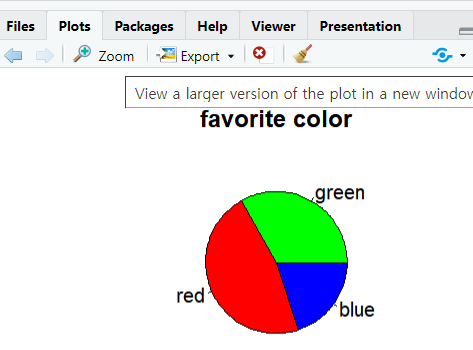 Files Plots Packages Help Viewer Presentation
Zoom Export
View a larger version of the plot in a new window
favorite color
green
red
blue